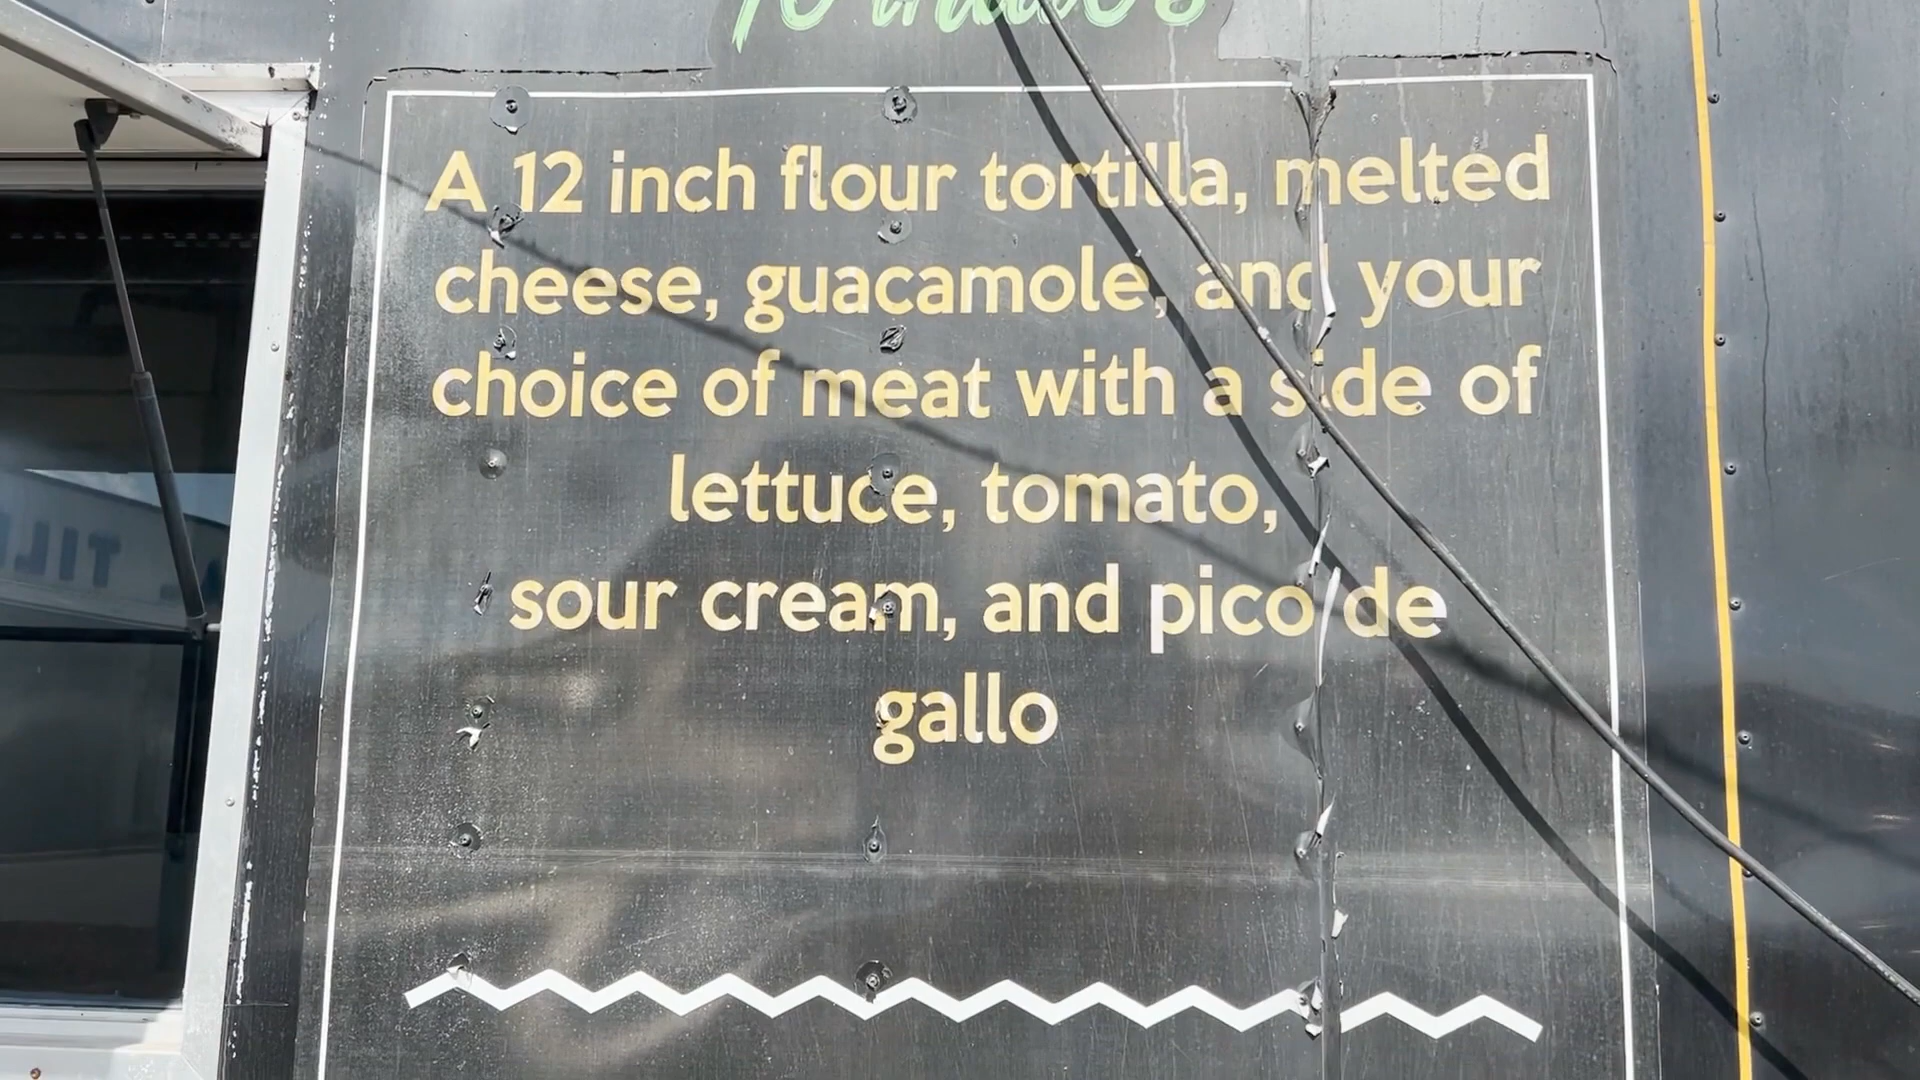 A 12 inch flour tortilla, melted
cheese, guacamole, and your
choice of meat with a side of
lettuce, tomato,
sour cream, and pico de
gallo